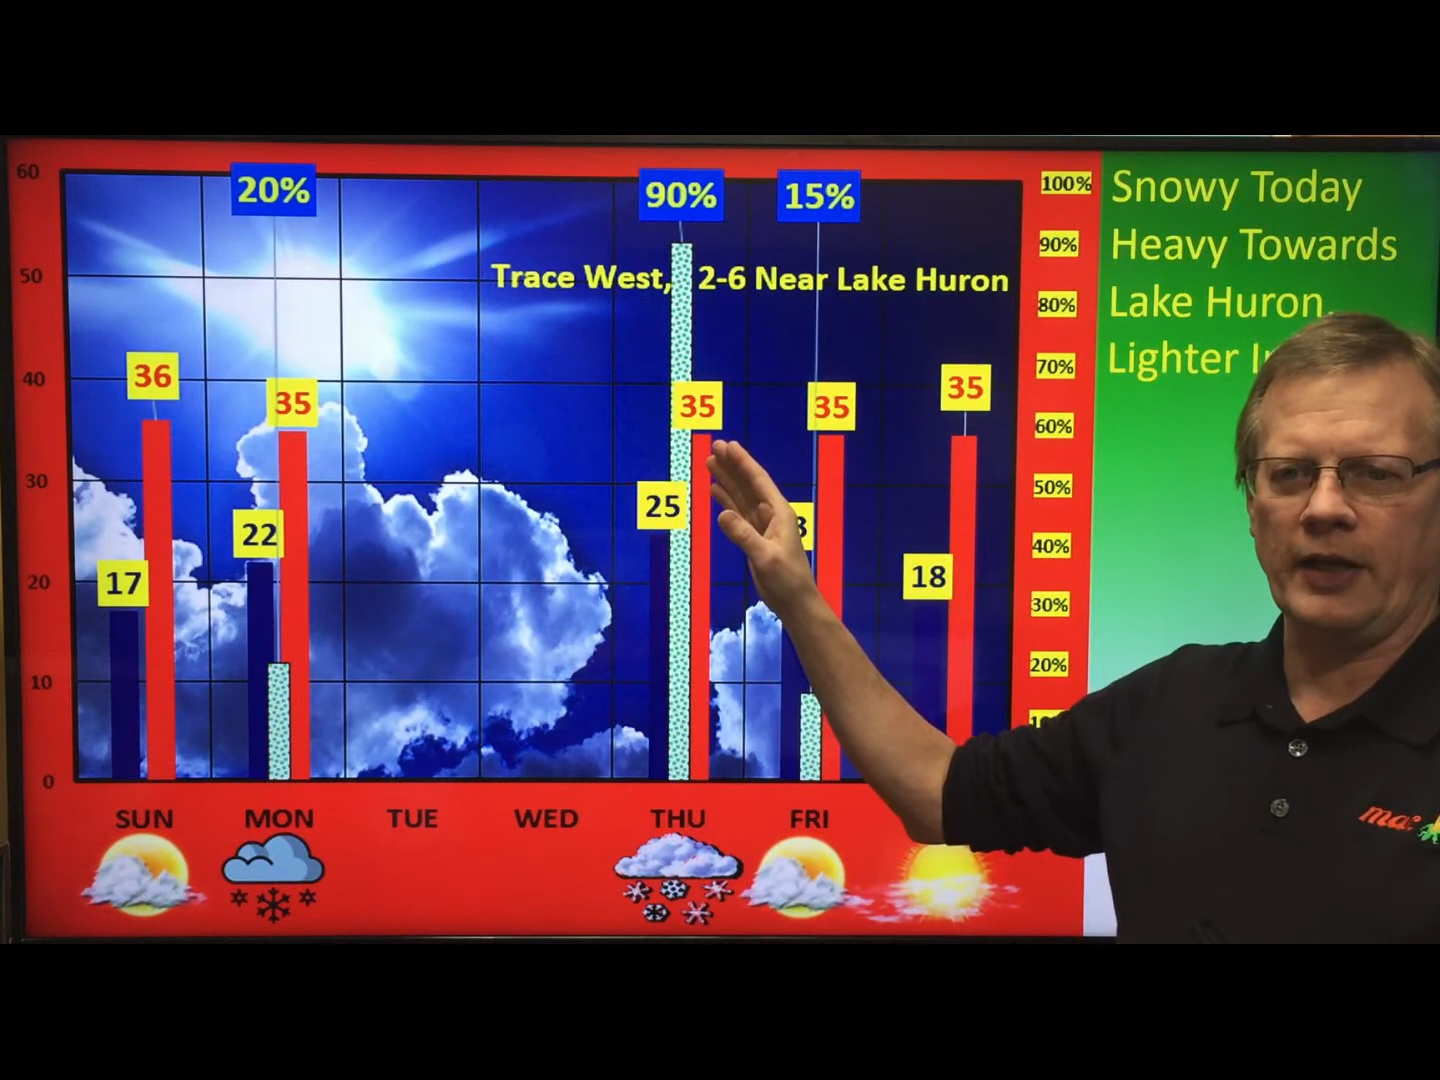 60
50
40
30
20
10
0
20%
90%
15%
Trace West, 2-6 Near Lake Huron
36
35
35
35
35
17
22
25
18
SUN
MON
TUE
WED
THU
FRI
100%
90%
80%
70%
60%
50%
40%
30%
20%
Snowy Today
Heavy Towards
Lake Huron.
Lighter